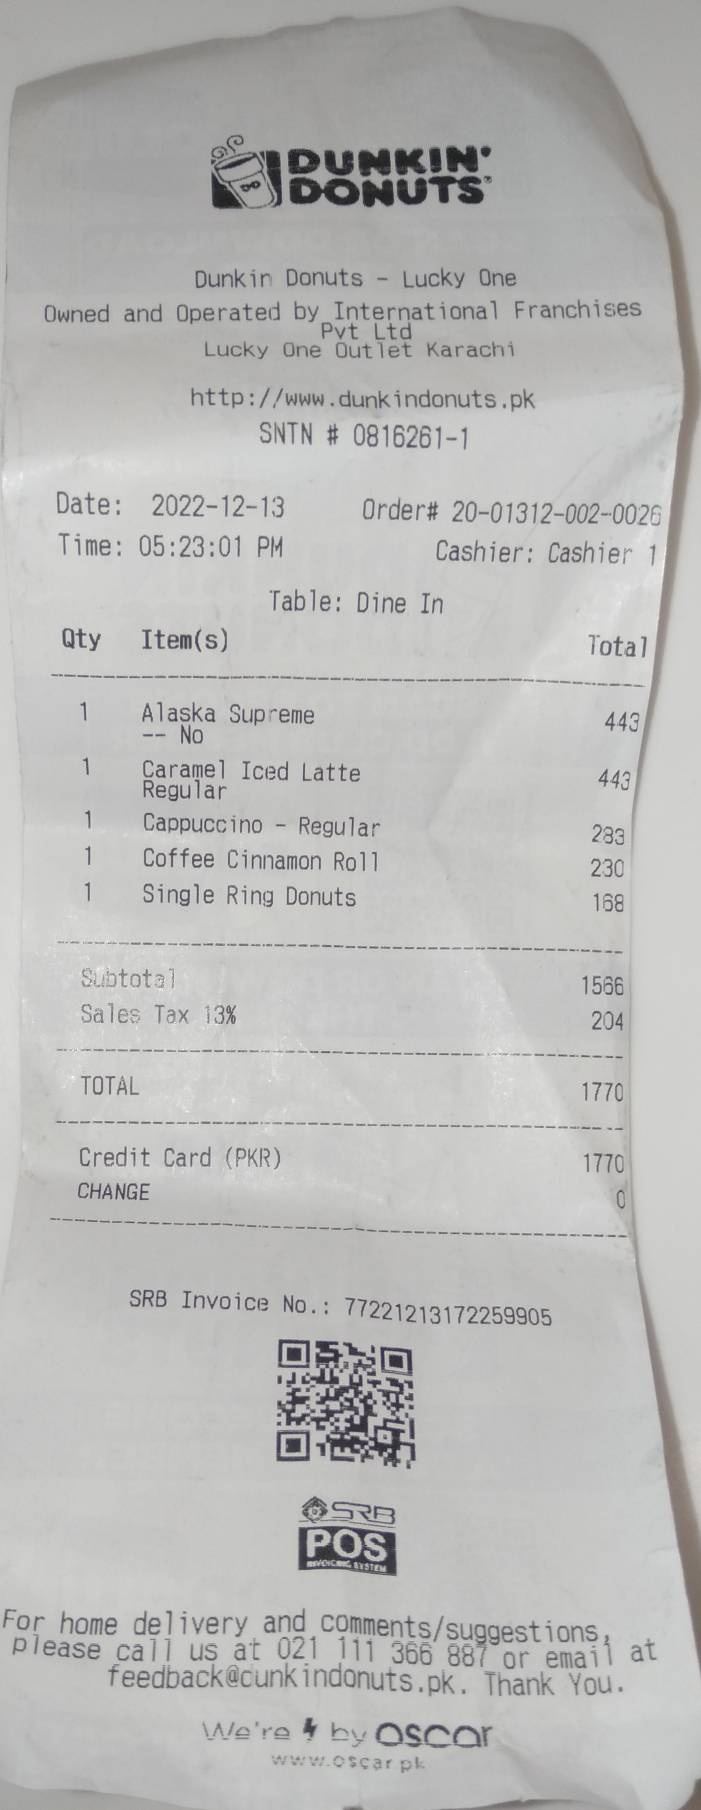 DUNKIN'
DONUTS
Dunkin Donuts - Lucky One
Owned and Operated by International Franchises
Pvt Ltd
Lucky One Outlet Karachi
http://www.dunkindonuts.pk
SNTN # 0816261-1
Date: 2022-12-13 Order# 20-01312-002-0026
Time: 05:23:01 PM Cashier: Cashier 1
Table: Dine In
Qty Item(s) Total
1 Alaska Supreme 443
-- No
1 Caramel Iced Latte 443
Regular
1 Cappuccino - Regular 283
1 Coffee Cinnamon Roll 230
1 Single Ring Donuts 168
Subtotal 1566
Sales Tax 13% 204
TOTAL 1770
Credit Card (PKR) 1770
CHANGE 0
SRB Invoice No.: 77221213172259905
SRB
POS
INVOICING SYSTEM
For home delivery and comments/suggestions,
please call us at 021 111 366 887 or email at
feedback@dunkindonuts.pk. Thank You.
We're by oscar
www.oscar.pk